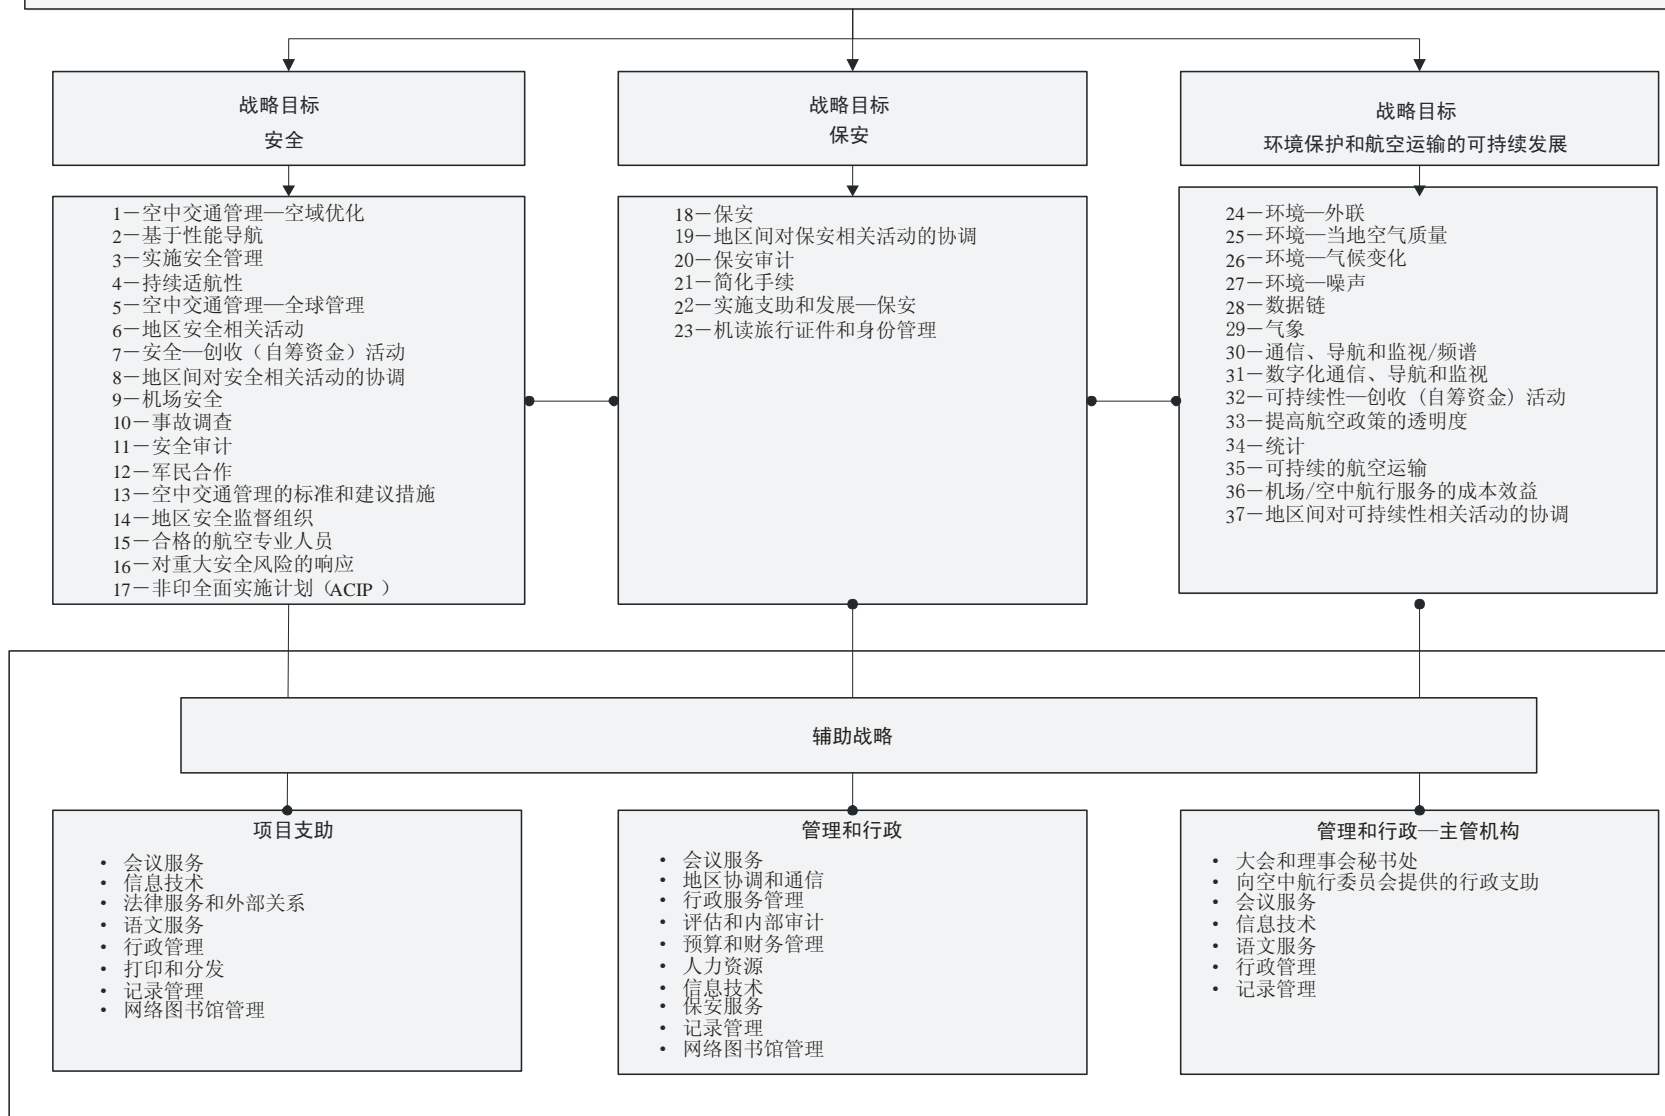 战略目标
安全
战略目标
保安
战略目标
环境保护和航空运输的可持续发展
1－空中交通管理—空域优化
2－基于性能导航
3－实施安全管理
4－持续适航性
5－空中交通管理—全球管理
6－地区安全相关活动
7－安全—创收（自筹资金）活动
8－地区间对安全相关活动的协调
9－机场安全
10－事故调查
11－安全审计
12－军民合作
13－空中交通管理的标准和建议措施
14－地区安全监督组织
15－合格的航空专业人员
16－对重大安全风险的响应
17－非印全面实施计划（ACIP ）
18－保安
19－地区间对保安相关活动的协调
20－保安审计
21－简化手续
22－实施支助和发展—保安
23－机读旅行证件和身份管理
24－环境—外联
25－环境—当地空气质量
26－环境—气候变化
27－环境—噪声
28－数据链
29－气象
30－通信、导航和监视/频谱
31－数字化通信、导航和监视
32－可持续性—创收（自筹资金）活动
33－提高航空政策的透明度
34－统计
35－可持续的航空运输
36－机场/空中航行服务的成本效益
37－地区间对可持续性相关活动的协调
辅助战略
项目支助
• 会议服务
• 信息技术
• 法律服务和外部关系
• 语文服务
• 行政管理
• 打印和分发
• 记录管理
• 网络图书馆管理
管理和行政
• 会议服务
• 地区协调和通信
• 行政服务管理
• 评估和内部审计
• 预算和财务管理
• 人力资源
• 信息技术
• 保安服务
• 记录管理
• 网络图书馆管理
管理和行政—主管机构
• 大会和理事会秘书处
• 向空中航行委员会提供的行政支助
• 会议服务
• 信息技术
• 语文服务
• 行政管理
• 记录管理